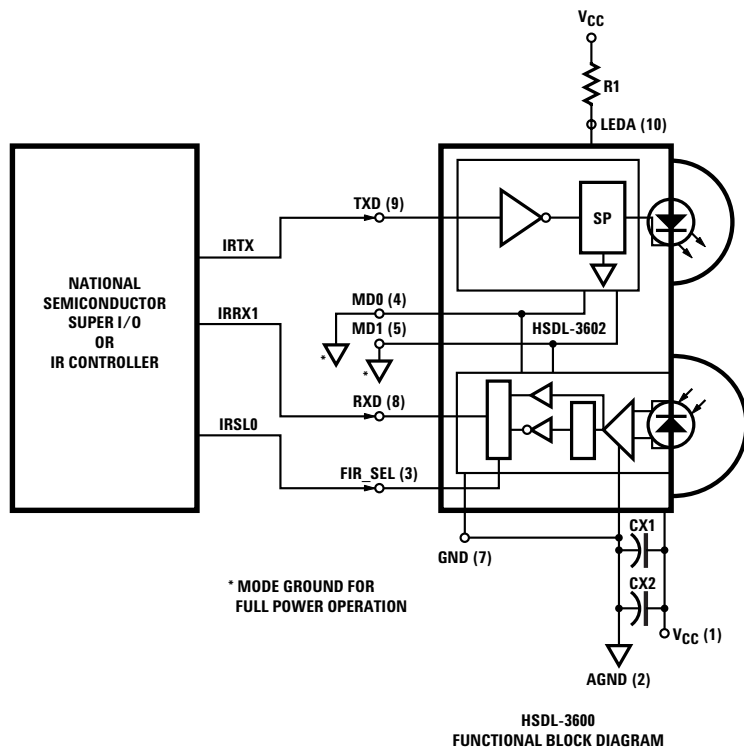 VCC
R1
LEDA (10)
TXD (9)
SP
IRTX
NATIONAL
SEMICONDUCTOR
SUPER I/O
OR
IR CONTROLLER
MD0 (4)
MD1 (5)
HSDL-3602
*
*
IRRX1
RXD (8)
IRSL0
FIR_SEL (3)
GND (7)
CX1
CX2
VCC (1)
AGND (2)
* MODE GROUND FOR
FULL POWER OPERATION
HSDL-3600
FUNCTIONAL BLOCK DIAGRAM